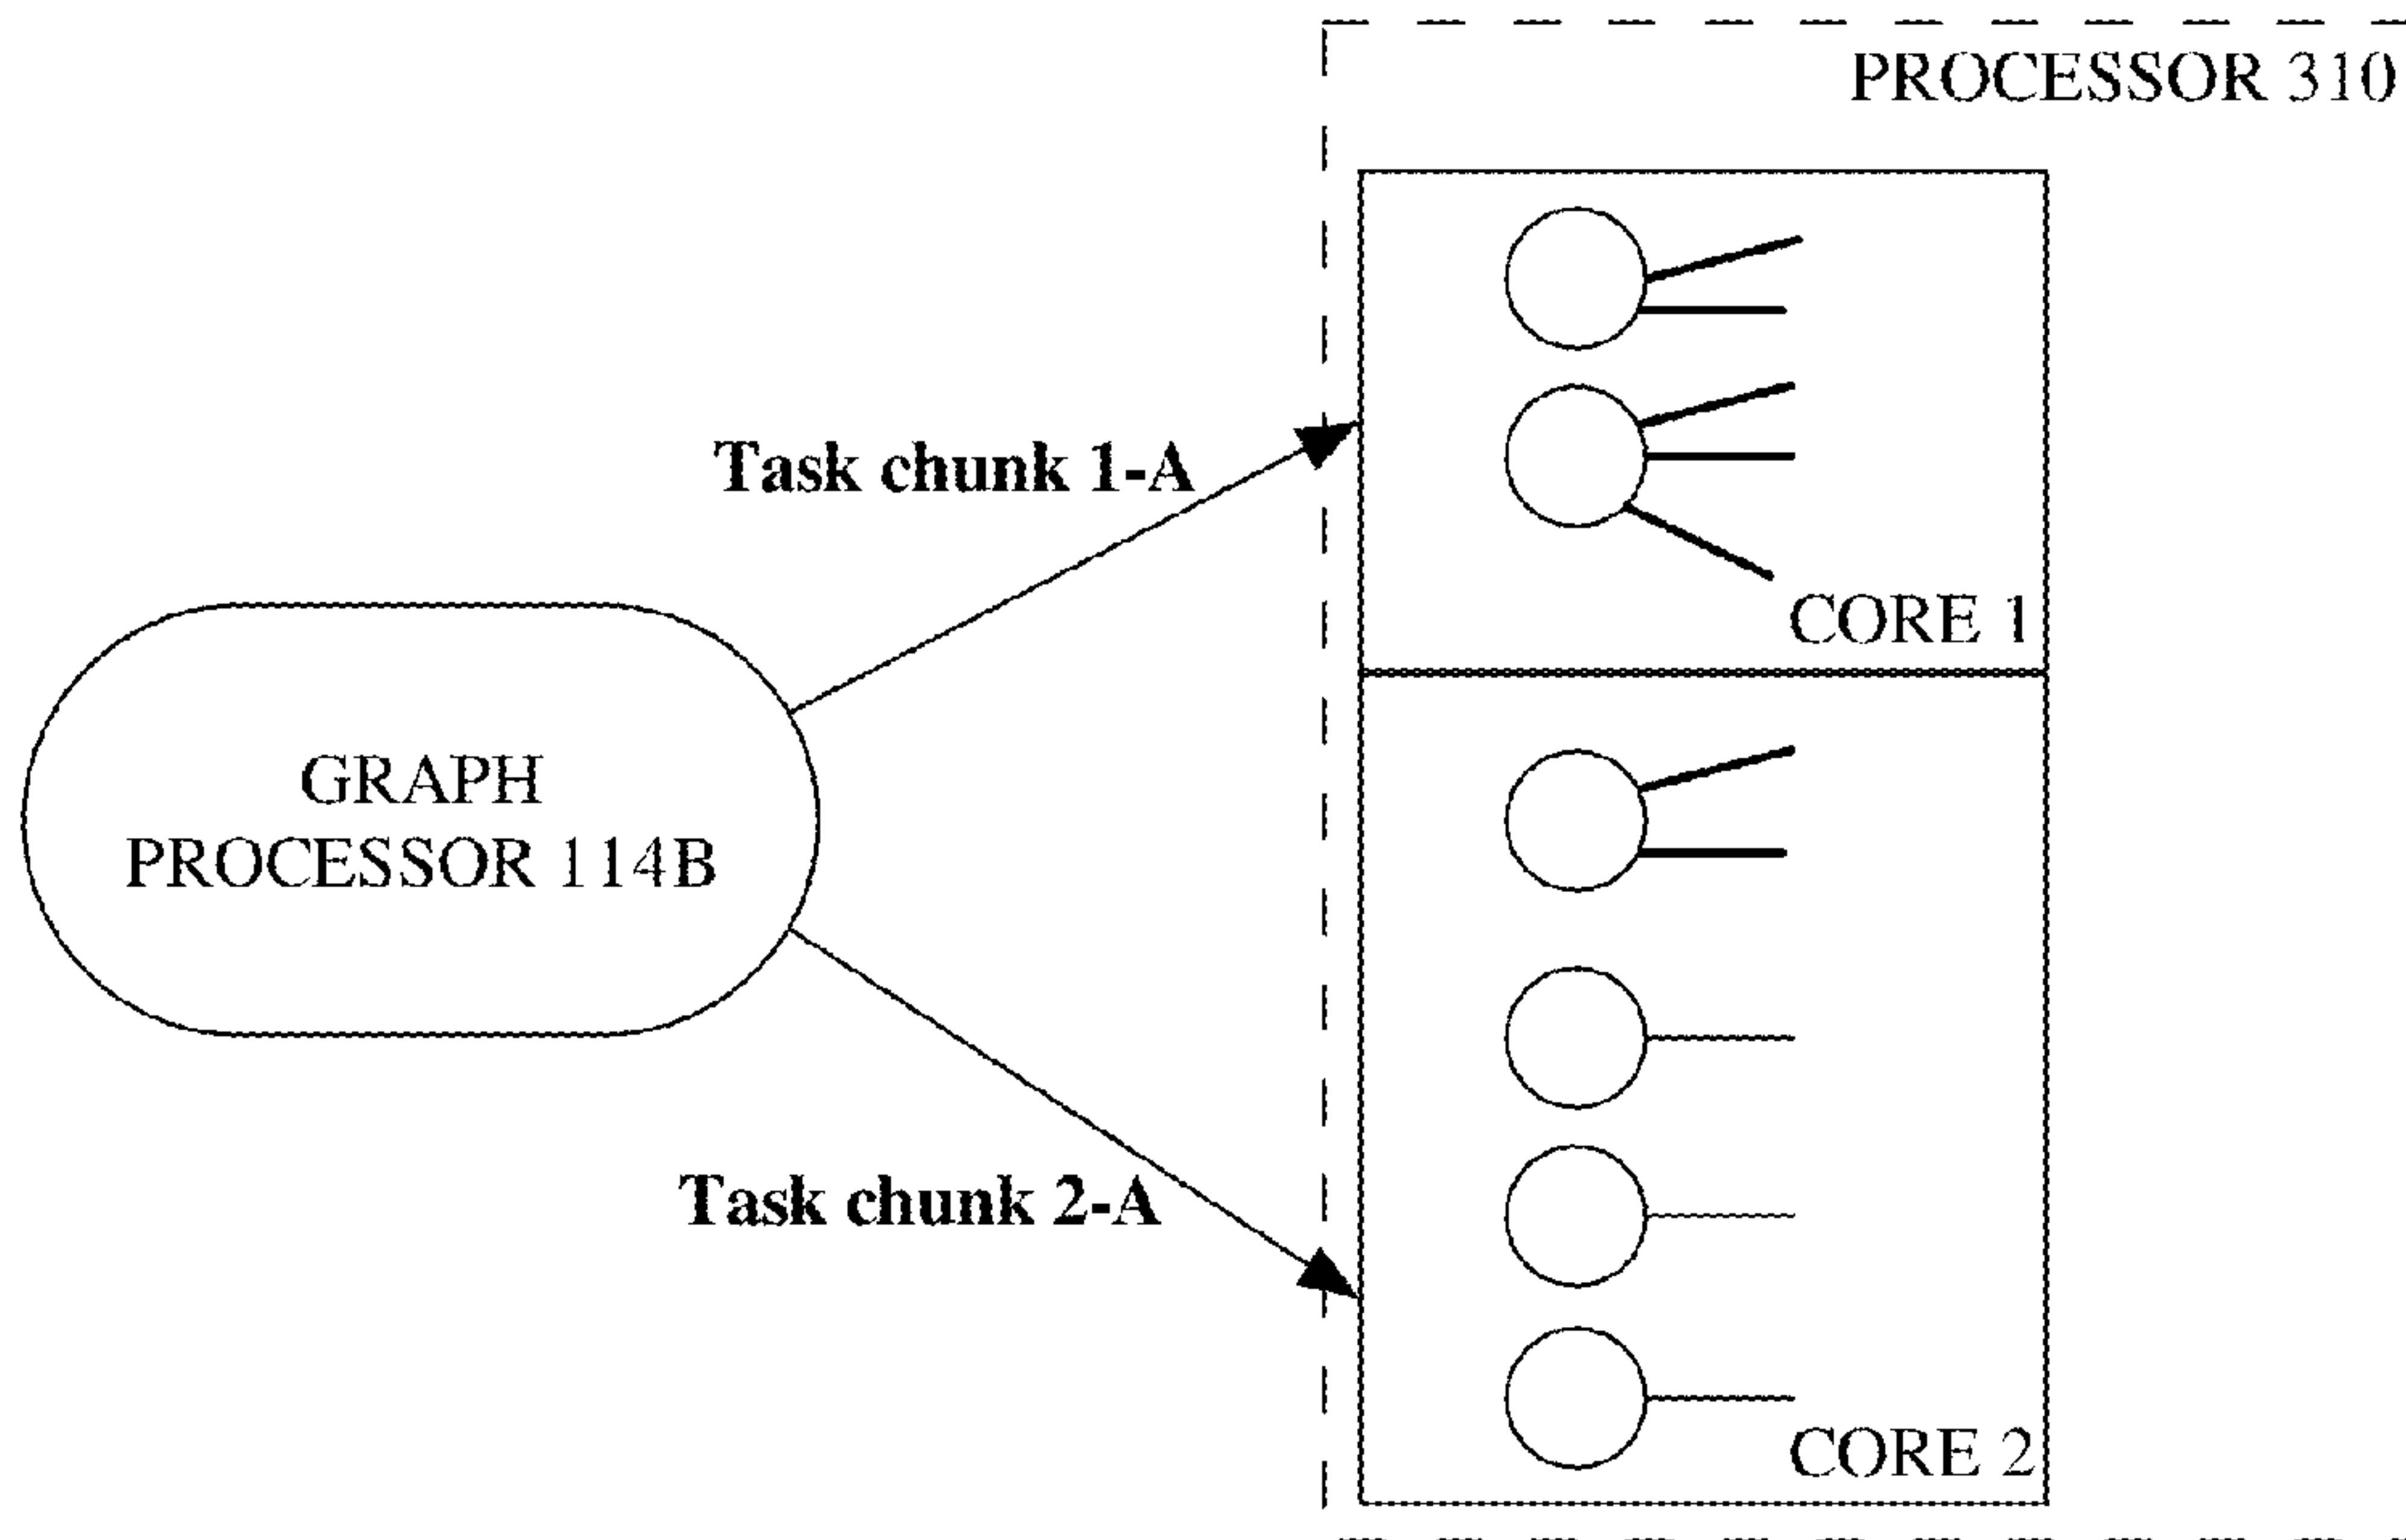 PROCESSOR 310
Task chunk 1-A
CORE 1
GRAPH
PROCESSOR 114B
Task chunk 2-A
CORE 2